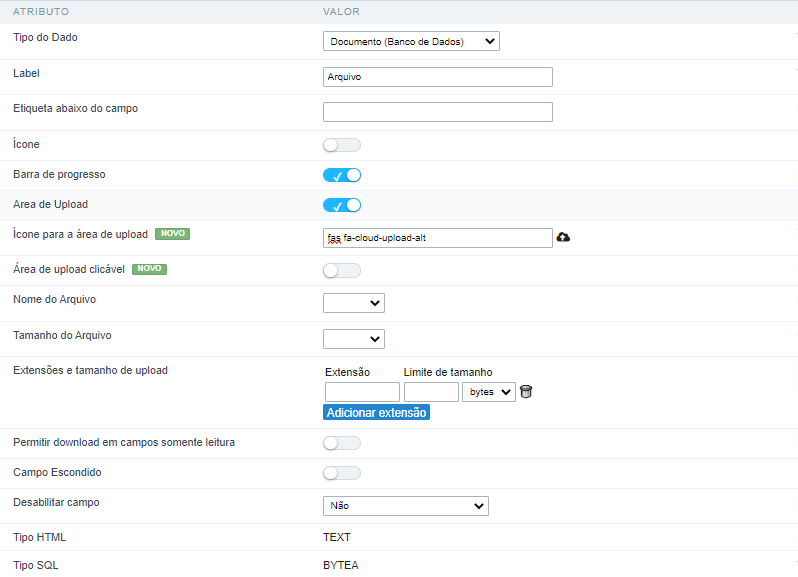 ATRIBUTO VALOR
Tipo do Dado Documento (Banco de Dados)
Label Arquivo
Etiqueta abaixo do campo
Ícone
Barra de progresso
Area de Upload
Ícone para a área de upload NOVO fas fa-cloud-upload-alt
Área de upload clicável NOVO
Nome do Arquivo
Tamanho do Arquivo
Extensões e tamanho de upload Extensão Limite de tamanho
bytes
Adicionar extensão
Permitir download em campos somente leitura
Campo Escondido
Desabilitar campo Não
Tipo HTML TEXT
Tipo SQL BYTEA